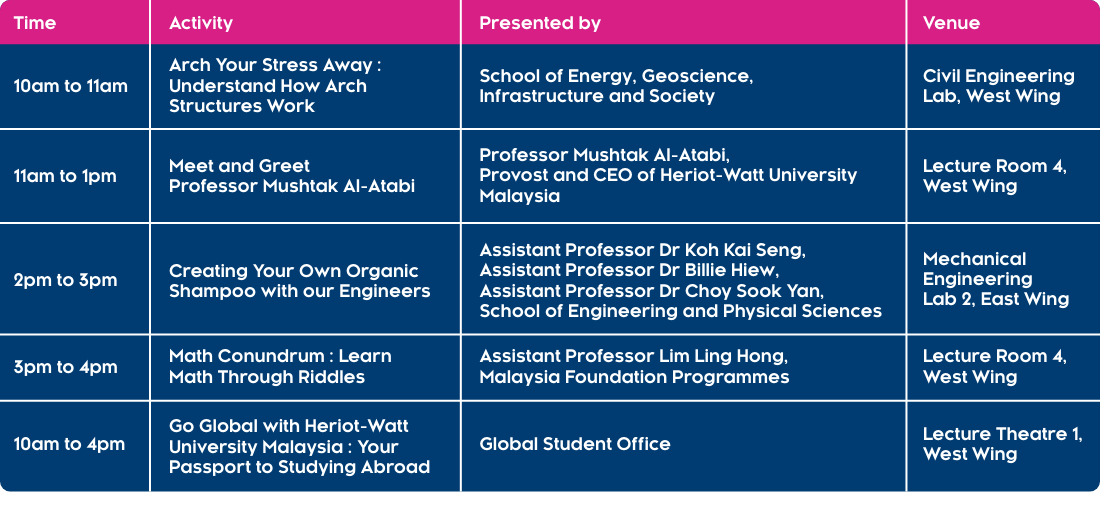 Time Activity Presented by Venue
10am to 11am
Arch Your Stress Away :
Understand How Arch
Structures Work
School of Energy, Geoscience,
Infrastructure and Society
Civil Engineering
Lab, West Wing
11am to 1pm
Meet and Greet
Professor Mushtak Al-Atabi
Professor Mushtak Al-Atabi,
Provost and CEO of Heriot-Watt University
Malaysia
Lecture Room 4,
West Wing
2pm to 3pm
Creating Your Own Organic
Shampoo with our Engineers
Assistant Professor Dr Koh Kai Seng,
Assistant Professor Dr Billie Hiew,
Assistant Professor Dr Choy Sook Yan,
School of Engineering and Physical Sciences
Mechanical
Engineering
Lab 2, East Wing
3pm to 4pm
Math Conundrum : Learn
Math Through Riddles
Assistant Professor Lim Ling Hong,
Malaysia Foundation Programmes
Lecture Room 4,
West Wing
10am to 4pm
Go Global with Heriot-Watt
University Malaysia : Your
Passport to Studying Abroad
Global Student Office
Lecture Theatre 1,
West Wing